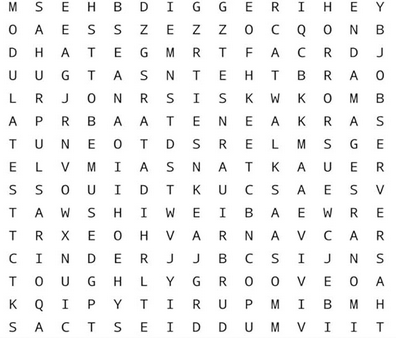 M S E H B D I G G E R I H E Y
O A E S S Z E Z Z O C Q O N B
D H A T E G M R T F A C R D J
U U G T A S N T E H T B R A O
L R J O N R S I S K W K O M B
A P R B A A T E N E A K R A S
T U N E O T D S R E L M S G E
E L V M I A S N A T K A U E R
S S O U I D T K U C S A E S V
T A W S H I W E I B A E W R E
T R X E O H V A R N A V C A R
C I N D E R J J B C S I J N S
T O U G H L Y G R O O V E O A
K Q I P Y T I R U P M I B M H
S A C T S E I D D U M V I I T